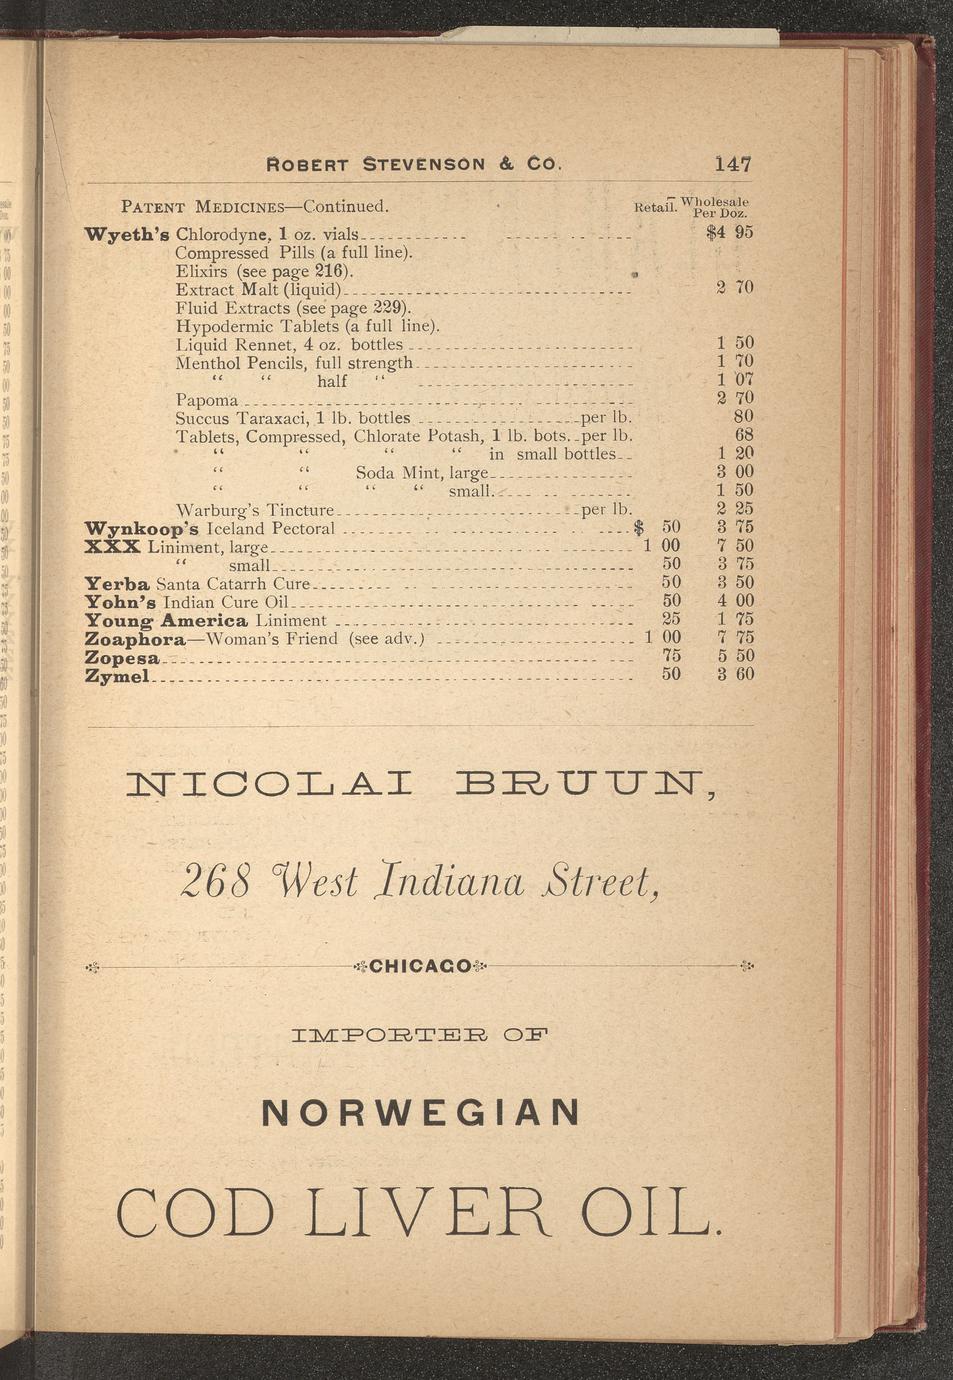 ROBERT STEVENSON & CO. 147
PATENT MEDICINES—Continued. Retail. Wholesale Per Doz.
Wyeth's Chlorodyne, 1 oz. vials $4 95
Compressed Pills (a full line).
Elixirs (see page 216).
Extract Malt (liquid) 2 70
Fluid Extracts (see page 229).
Hypodermic Tablets (a full line).
Liquid Rennet, 4 oz. bottles 1 50
Menthol Pencils, full strength 1 70
" " half " 1 07
Papoma 2 70
Succus Taraxaci, 1 lb. bottles per lb. 80
Tablets, Compressed, Chlorate Potash, 1 lb. bots. per lb. 68
" " " " in small bottles 1 20
" " Soda Mint, large 3 00
" " " " small. 1 50
Warburg's Tincture per lb. 2 25
Wynkoop's Iceland Pectoral $ 50 3 75
XXX Liniment, large 1 00 7 50
" small 50 3 75
Yerba Santa Catarrh Cure 50 3 50
Yohn's Indian Cure Oil 50 4 00
Young America Liniment 25 1 75
Zoaphora—Woman's Friend (see adv.) 1 00 7 75
Zopesa 75 5 50
Zymel 50 3 60
NICOLAI BRUUN,
268 West Indiana Street,
CHICAGO
IMPORTER OF
NORWEGIAN
COD LIVER OIL.